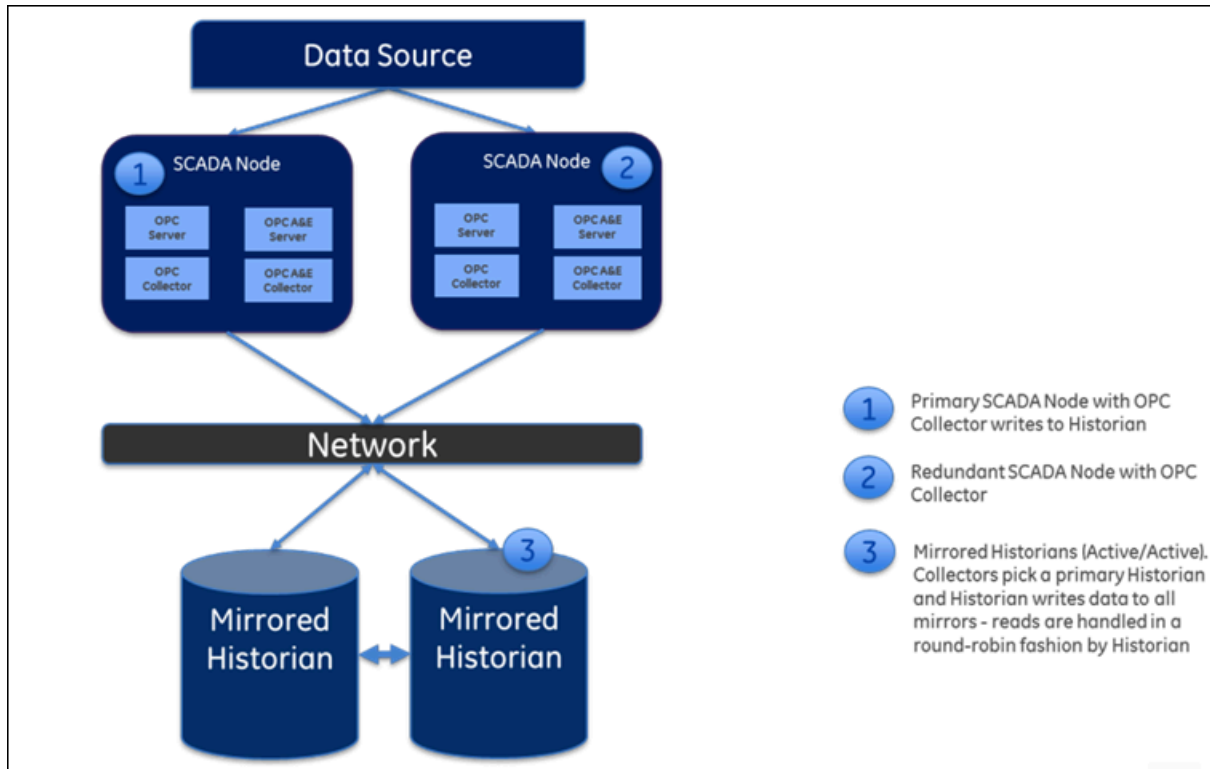 Data Source
1
SCADA Node
OPC
Server
OPC A&E
Server
OPC
Collector
OPC A&E
Collector
SCADA Node
2
OPC
Server
OPC A&E
Server
OPC
Collector
OPC A&E
Collector
Network
Mirrored
Historian
3
Mirrored
Historian
1
Primary SCADA Node with OPC
Collector writes to Historian
2
Redundant SCADA Node with OPC
Collector
3
Mirrored Historians (Active/Active).
Collectors pick a primary Historian
and Historian writes data to all
mirrors - reads are handled in a
round-robin fashion by Historian